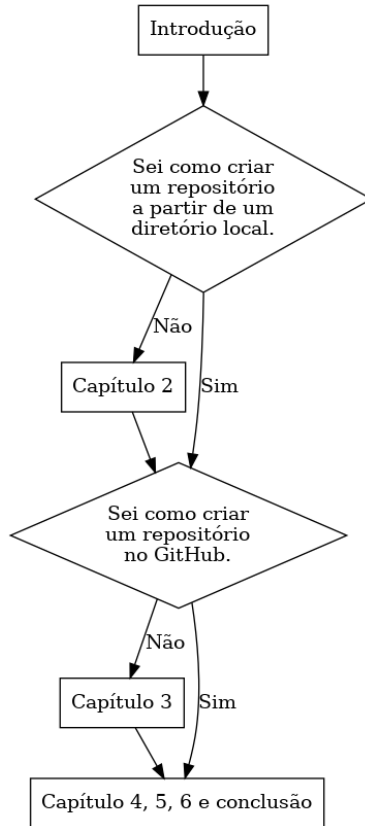 Introdução
Sei como criar
um repositório
a partir de um
diretório local.
Não
Capítulo 2
Sim
Sei como criar
um repositório
no GitHub.
Não
Capítulo 3
Sim
Capítulo 4, 5, 6 e conclusão